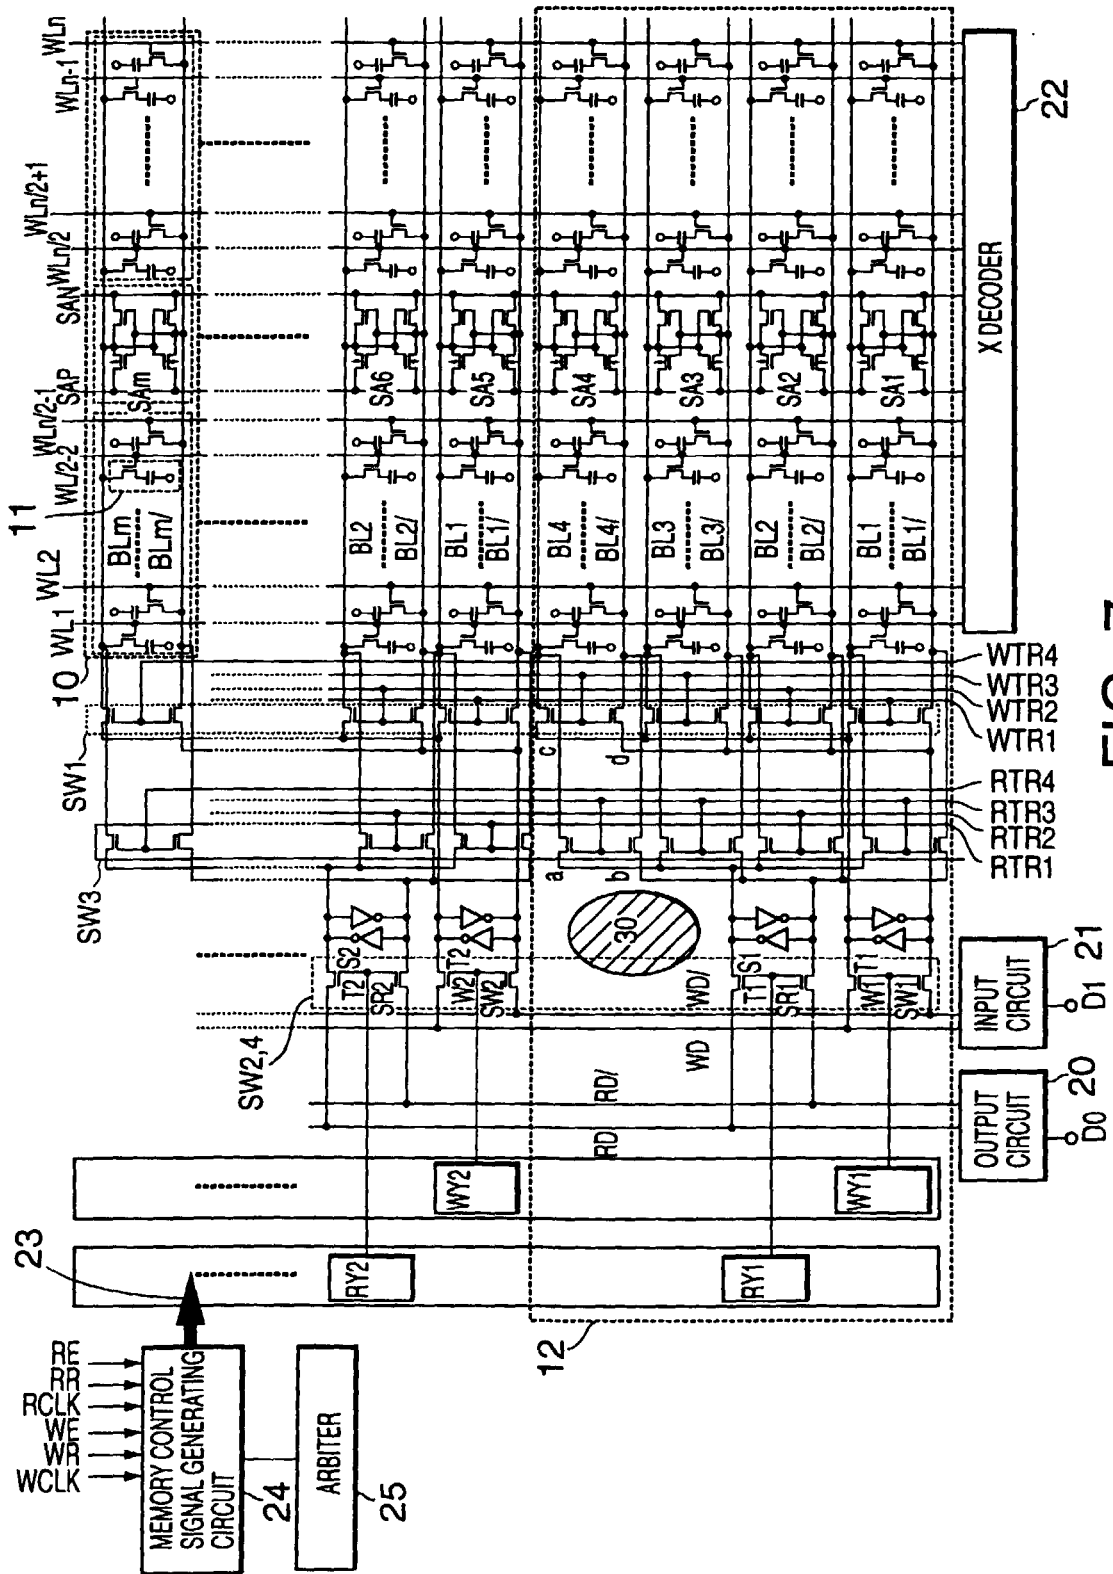 WLn
WLn-1
WLn/2+1
WLn/2
SAN
SAP
WLn/2-1
WL/2-2
WL2
WL1
11
10
BLm
BLm/
SAm
BL2
BL2/
SA6
BL1
BL1/
SA5
BL4
BL4/
SA4
BL3
BL3/
SA3
BL2
BL2/
SA2
BL1
BL1/
SA1
X DECODER
22
SW1
WTR4
WTR3
WTR2
WTR1
c
d
SW3
RTR4
RTR3
RTR2
RTR1
a
b
30
SW2,4
T2
S2
SR2
W2
T2
SW2
T1
S1
SR1
W1
T1
SW1
WD/
WD
RD/
RD
INPUT
CIRCUIT
21
D1
OUTPUT
CIRCUIT
20
D0
WY2
WY1
RY2
RY1
12
23
RE
RR
RCLK
WE
WR
WCLK
MEMORY CONTROL
SIGNAL GENERATING
CIRCUIT
24
ARBITER
25